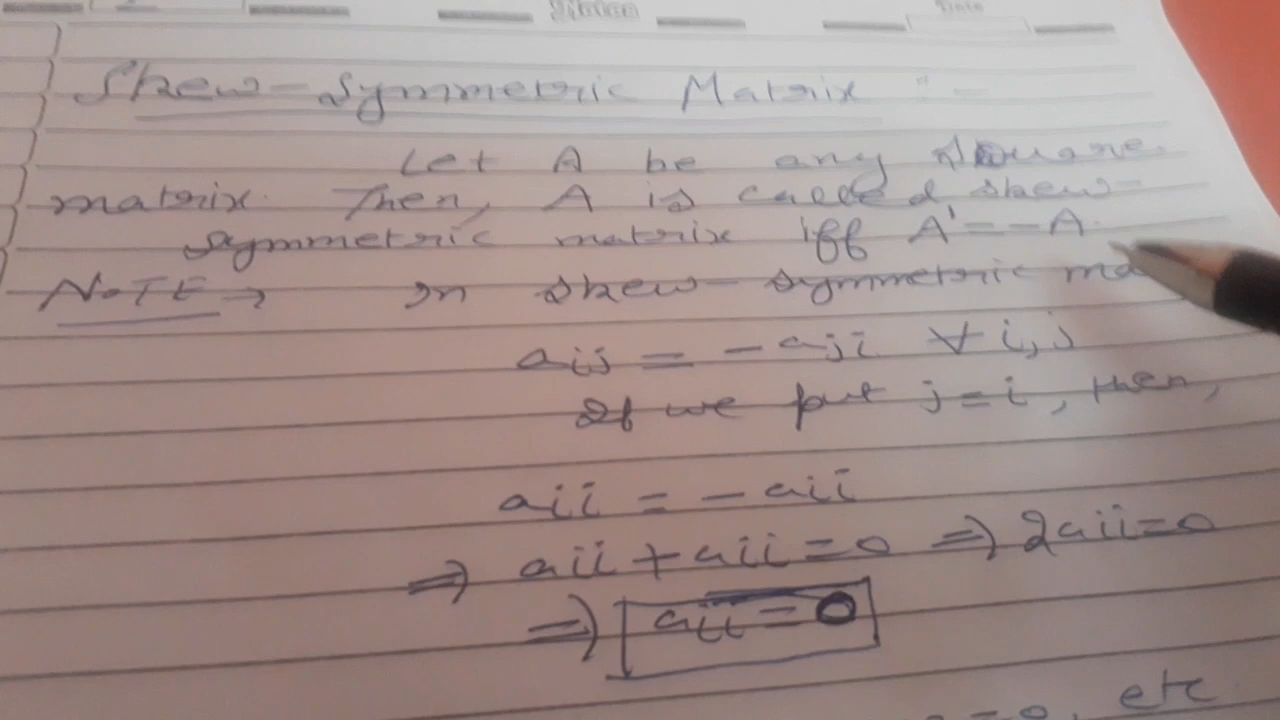 Skew-Symmetric Matrix :-
Let A be any square
matrix. Then, A is called skew-
symmetric matrix iff A' = -A.
NOTE → In skew-symmetric
aij = -aji ∀ i,j
If we put j=i, then,
aii = -aii
⇒ aii + aii = 0 ⇒ 2aii=0
⇒ aii = 0
= 0, etc